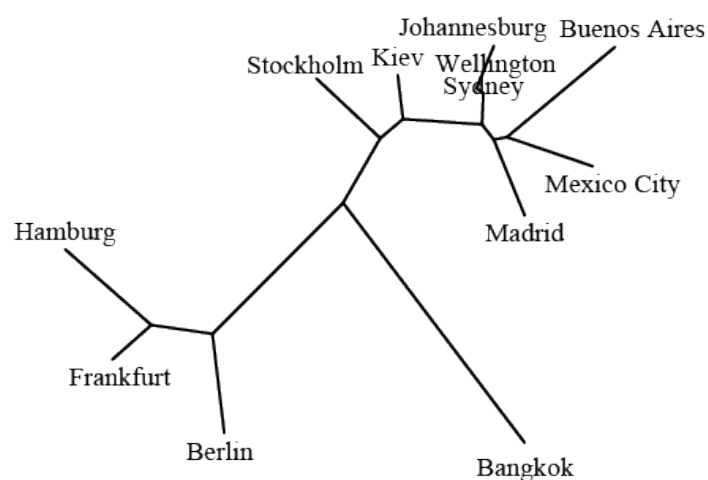 Johannesburg
Buenos Aires
Stockholm
Kiev
Wellington
Sydney
Mexico City
Madrid
Hamburg
Frankfurt
Berlin
Bangkok